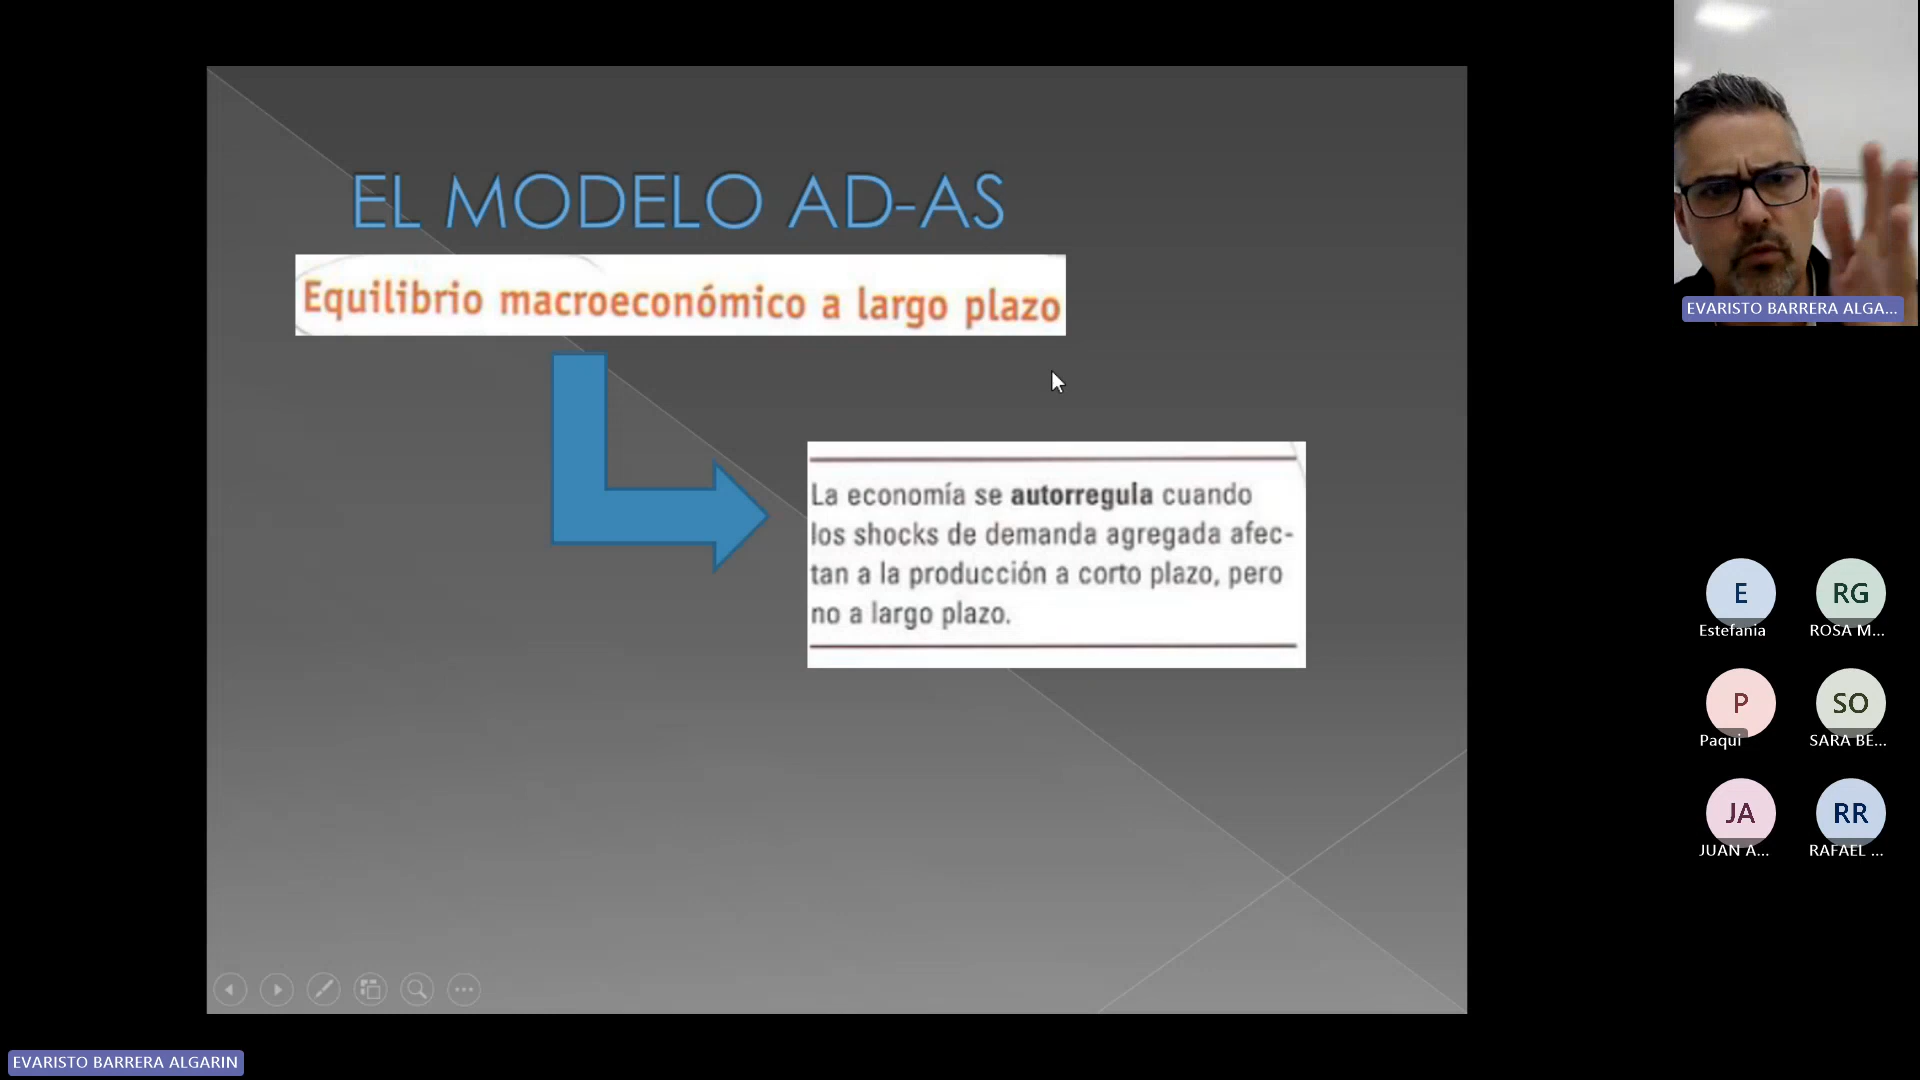 EL MODELO AD-AS
Equilibrio macroeconómico a largo plazo
La economía se autorregula cuando
los shocks de demanda agregada afec-
tan a la producción a corto plazo, pero
no a largo plazo.
EVARISTO BARRERA ALGA...
E
RG
Estefania
ROSA M...
P
SO
Paqui
SARA BE...
JA
RR
JUAN A...
RAFAEL ...
EVARISTO BARRERA ALGARIN